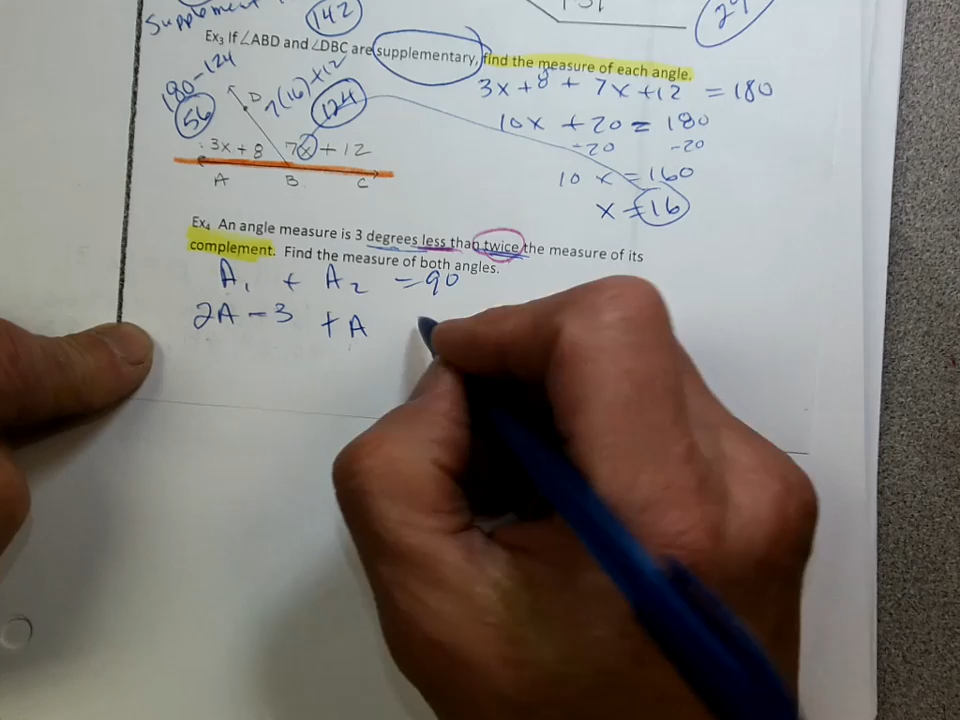 Supplement
142
Ex3 If ∠ABD and ∠DBC are supplementary, find the measure of each angle.
180-124
56
D
7(16)+12
124
3x+8 + 7x+12 = 180
10x +20 = 180
-20 -20
10x = 160
x = 16
3x+8 7x+12
A B C
Ex4 An angle measure is 3 degrees less than twice the measure of its
complement. Find the measure of both angles.
A1 + A2 = 90
2A-3 +A